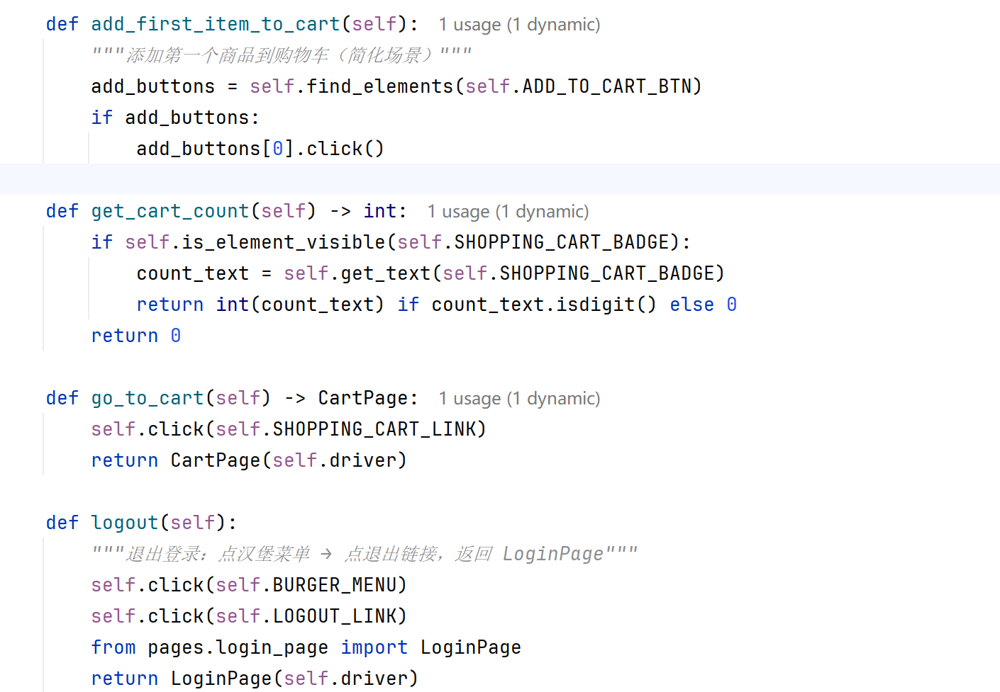 def add_first_item_to_cart(self):  1 usage (1 dynamic)
    """添加第一个商品到购物车（简化场景）"""
    add_buttons = self.find_elements(self.ADD_TO_CART_BTN)
    if add_buttons:
        add_buttons[0].click()

def get_cart_count(self) -> int:  1 usage (1 dynamic)
    if self.is_element_visible(self.SHOPPING_CART_BADGE):
        count_text = self.get_text(self.SHOPPING_CART_BADGE)
        return int(count_text) if count_text.isdigit() else 0
    return 0

def go_to_cart(self) -> CartPage:  1 usage (1 dynamic)
    self.click(self.SHOPPING_CART_LINK)
    return CartPage(self.driver)

def logout(self):
    """退出登录：点汉堡菜单 → 点退出链接，返回 LoginPage"""
    self.click(self.BURGER_MENU)
    self.click(self.LOGOUT_LINK)
    from pages.login_page import LoginPage
    return LoginPage(self.driver)